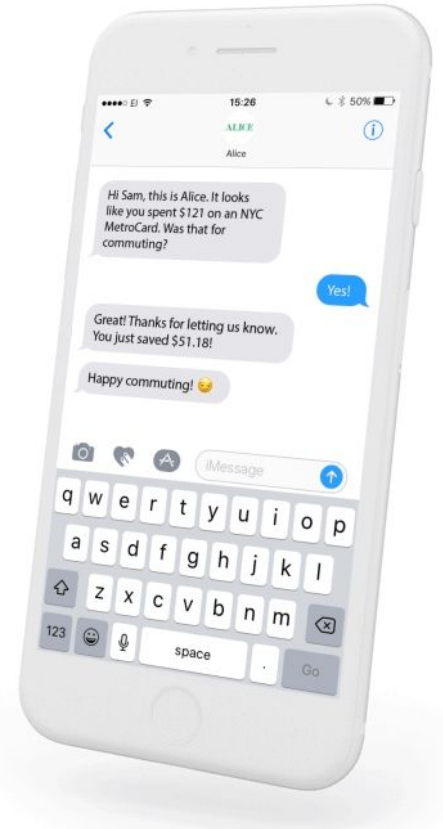 EI 15:26 50%
ALICE
Alice
Hi Sam, this is Alice. It looks
like you spent $121 on an NYC
MetroCard. Was that for
commuting?
Yes!
Great! Thanks for letting us know.
You just saved $51.18!
Happy commuting! 😏
iMessage
q w e r t y u i o p
a s d f g h j k l
z x c v b n m
123 space . Go